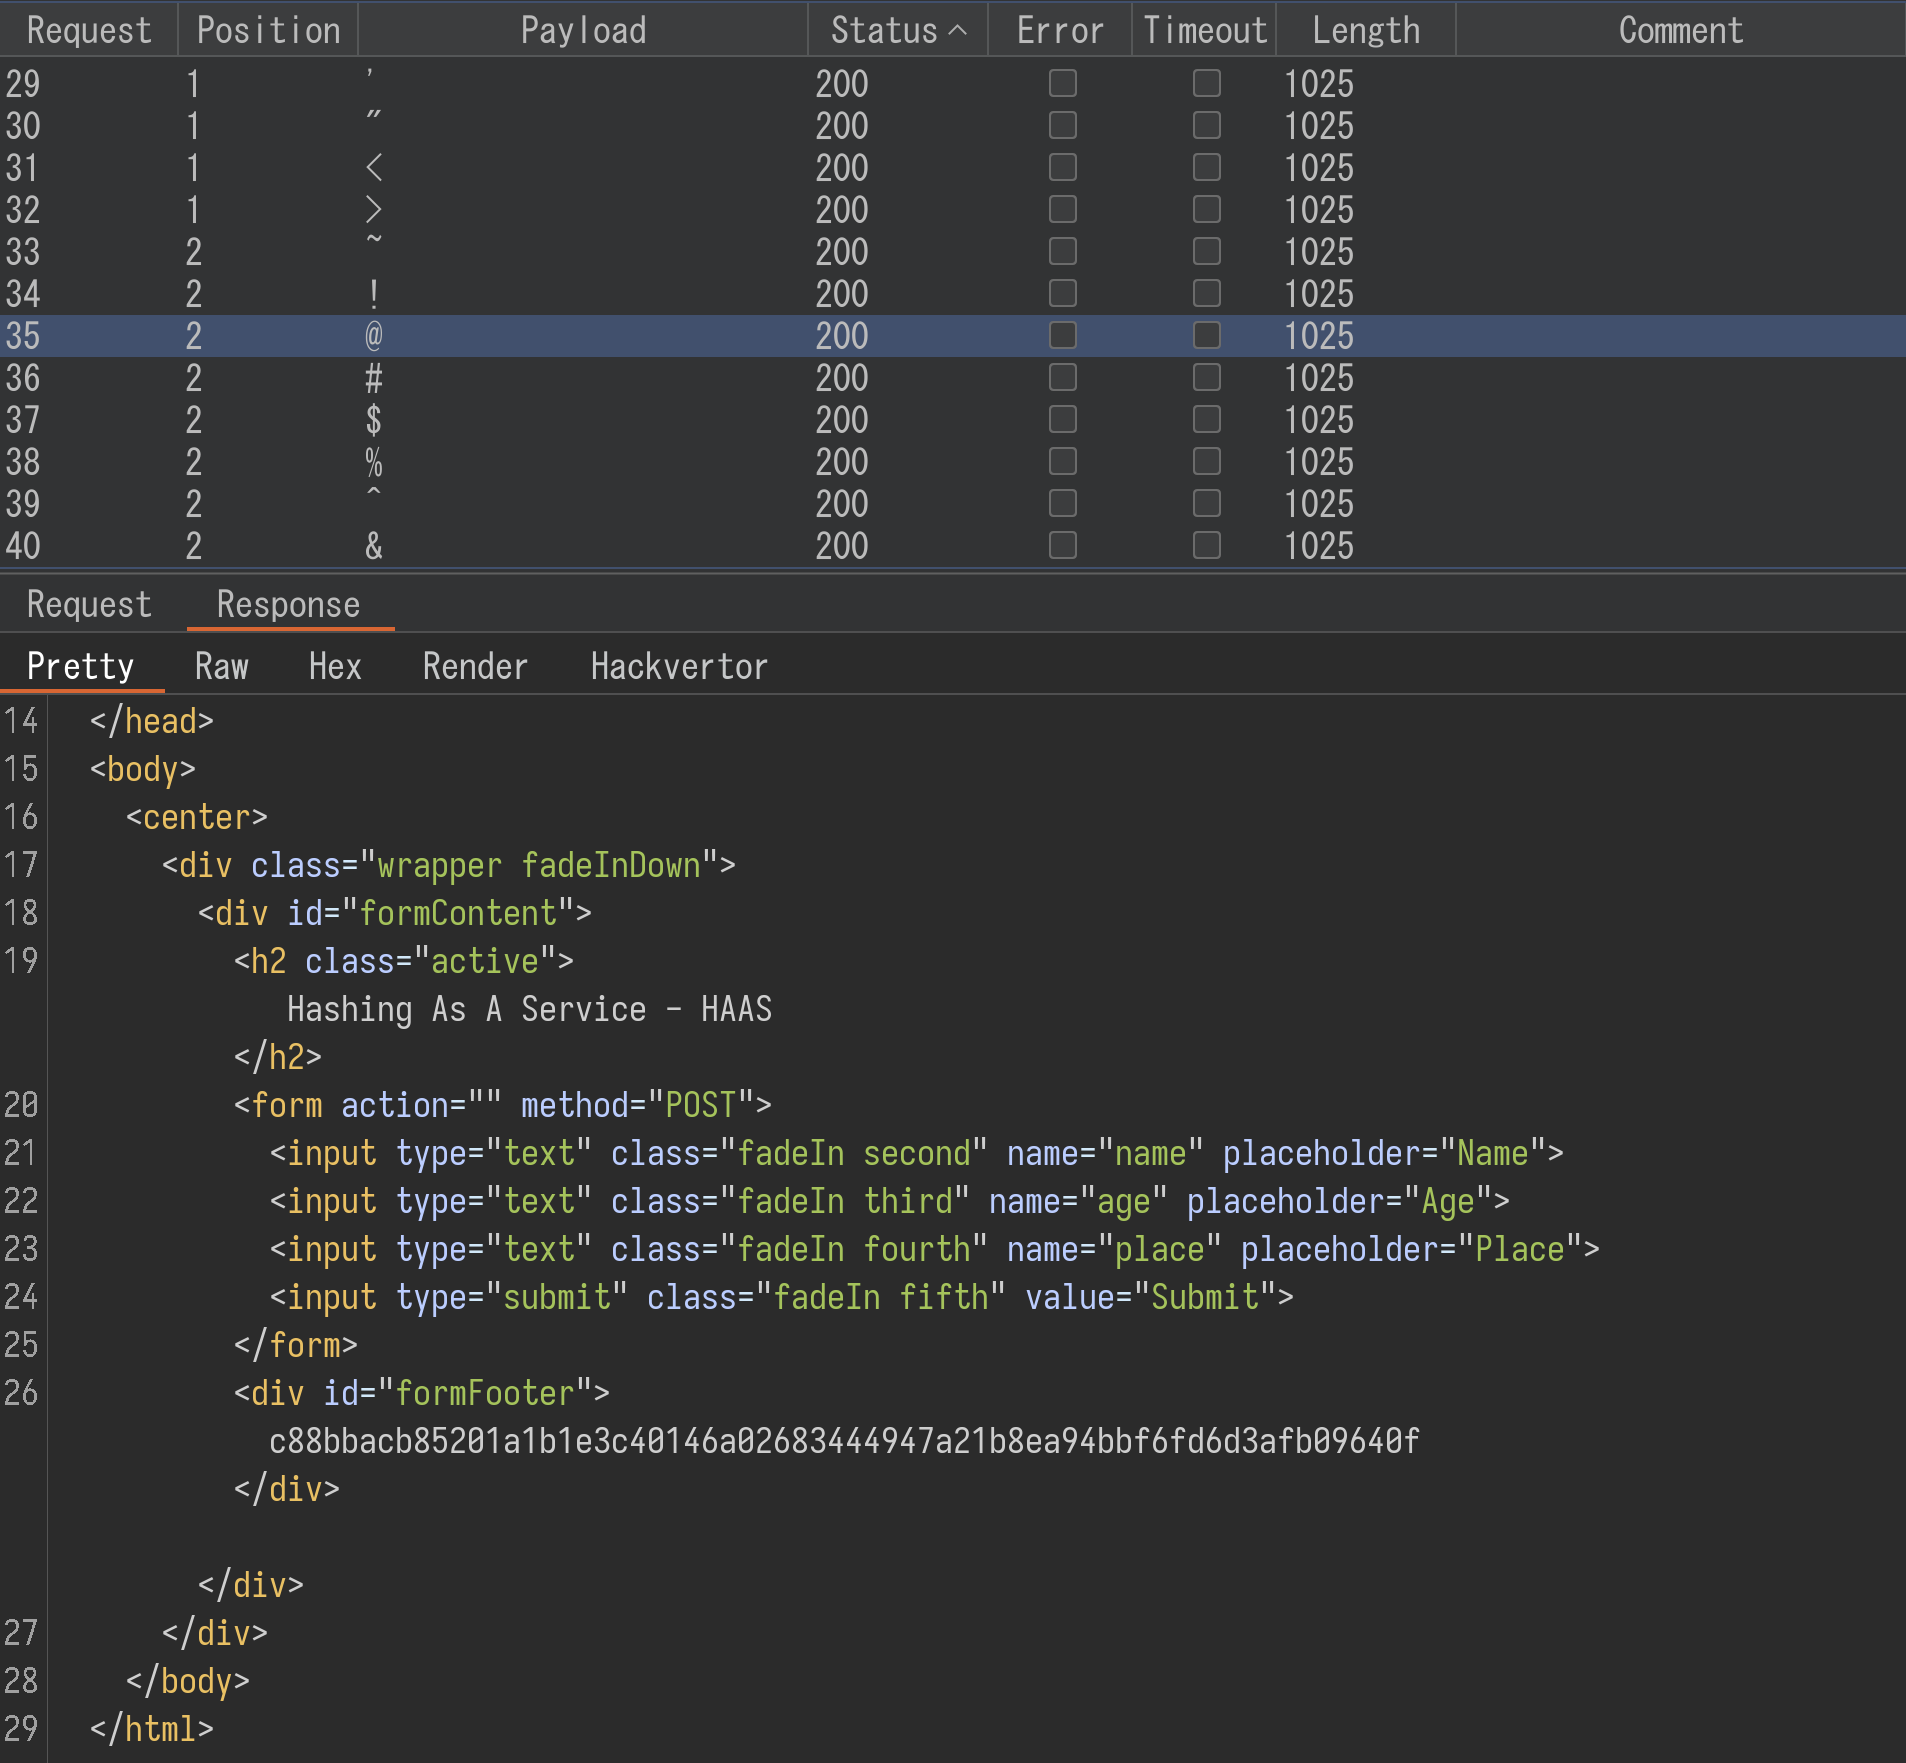 Request Position Payload Status Error Timeout Length Comment
29 1 ' 200 1025
30 1 " 200 1025
31 1 < 200 1025
32 1 > 200 1025
33 2 ~ 200 1025
34 2 ! 200 1025
35 2 @ 200 1025
36 2 # 200 1025
37 2 $ 200 1025
38 2 % 200 1025
39 2 ^ 200 1025
40 2 & 200 1025
Request Response
Pretty Raw Hex Render Hackvertor
14 </head>
15 <body>
16 <center>
17 <div class="wrapper fadeInDown">
18 <div id="formContent">
19 <h2 class="active">
Hashing As A Service - HAAS
</h2>
20 <form action="" method="POST">
21 <input type="text" class="fadeIn second" name="name" placeholder="Name">
22 <input type="text" class="fadeIn third" name="age" placeholder="Age">
23 <input type="text" class="fadeIn fourth" name="place" placeholder="Place">
24 <input type="submit" class="fadeIn fifth" value="Submit">
25 </form>
26 <div id="formFooter">
c88bbacb85201a1b1e3c40146a02683444947a21b8ea94bbf6fd6d3afb09640f
</div>
</div>
27 </div>
28 </body>
29 </html>